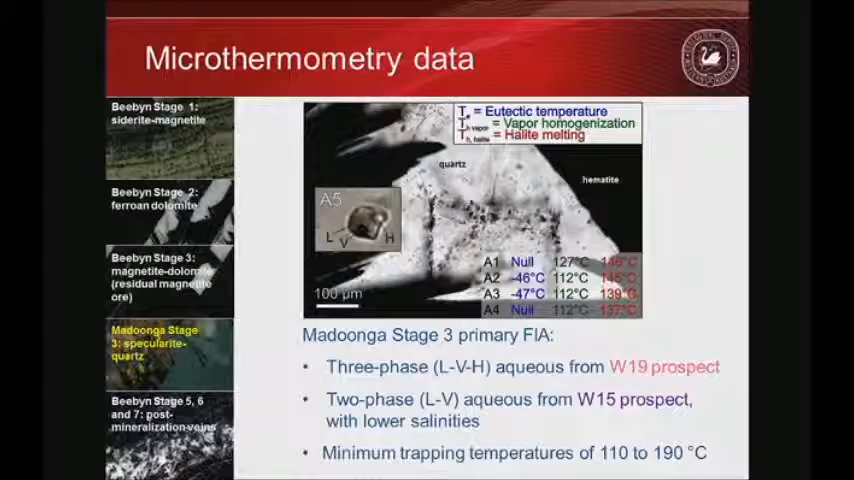 Microthermometry data
Beebyn Stage 1:
siderite-magnetite
Beebyn Stage 2:
ferroan dolomite
Beebyn Stage 3:
magnetite-dolomite
(residual magnetite
ore)
Madoonga Stage
3: specularite-
quartz
Beebyn Stage 5, 6
and 7: post-
mineralization veins
Te = Eutectic temperature
Th vapor = Vapor homogenization
Th, halite = Halite melting
quartz
hematite
A5
L V H
A1 Null 127°C 146°C
A2 -46°C 112°C 145°C
A3 -47°C 112°C 139°C
A4 Null 112°C 137°C
100 µm
Madoonga Stage 3 primary FIA:
• Three-phase (L-V-H) aqueous from W19 prospect
• Two-phase (L-V) aqueous from W15 prospect,
with lower salinities
• Minimum trapping temperatures of 110 to 190 °C